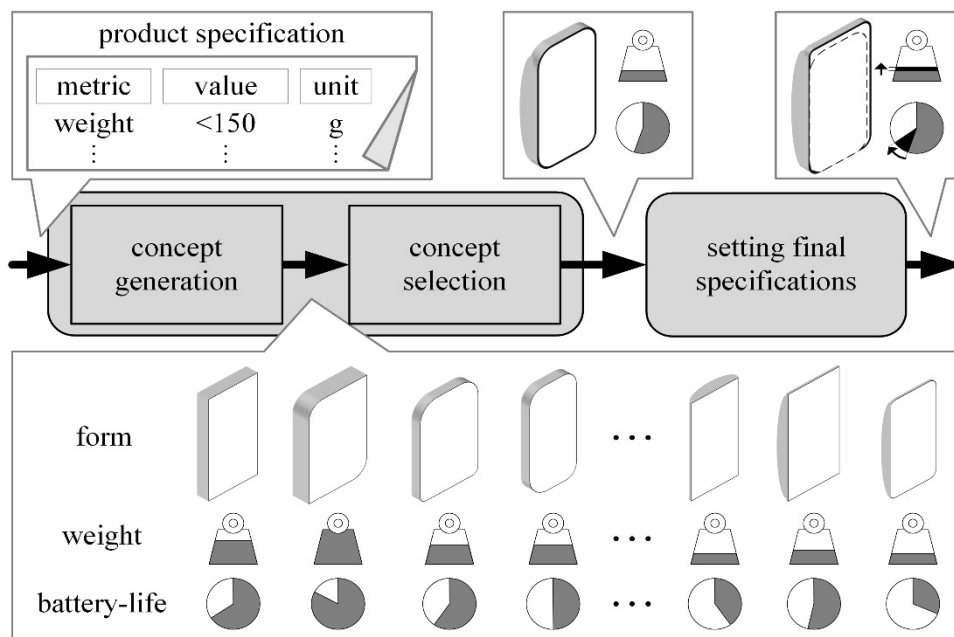 product specification
metric value unit
weight <150 g
⋮ ⋮ ⋮
concept
generation
concept
selection
setting final
specifications
form
...
weight
...
battery-life
...